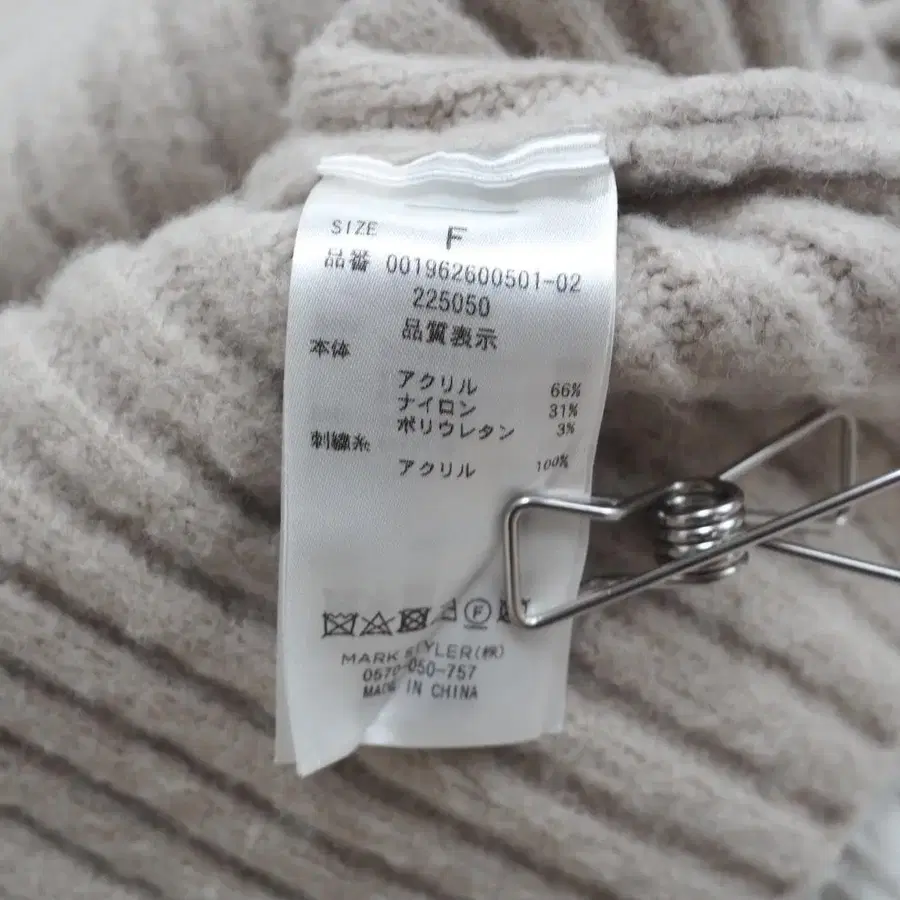 SIZE F
品番 001962600501-02
225050
品質表示
本体
アクリル 66%
ナイロン 31%
ポリウレタン 3%
刺繍糸
アクリル 100%
F
MARK STYLER(株)
0570-050-757
MADE IN CHINA